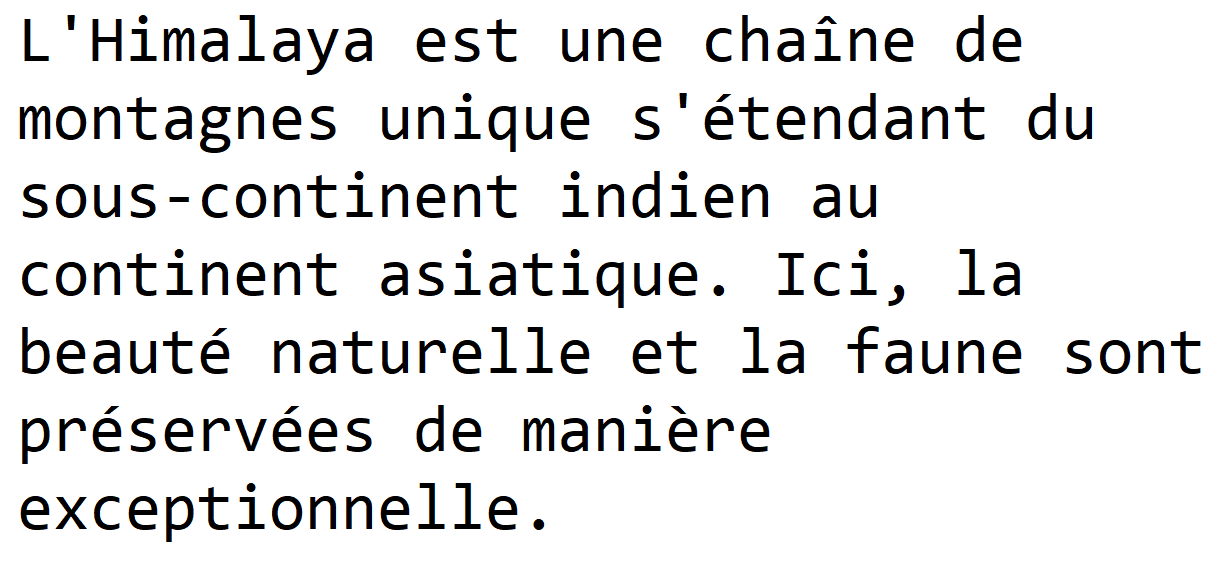 L'Himalaya est une chaîne de
montagnes unique s'étendant du
sous-continent indien au
continent asiatique. Ici, la
beauté naturelle et la faune sont
préservées de manière
exceptionnelle.